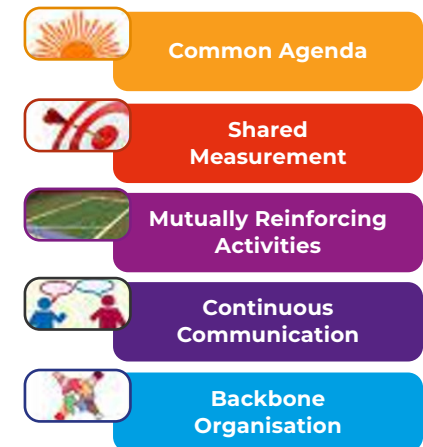 Common Agenda
Shared
Measurement
Mutually Reinforcing
Activities
Continuous
Communication
Backbone
Organisation